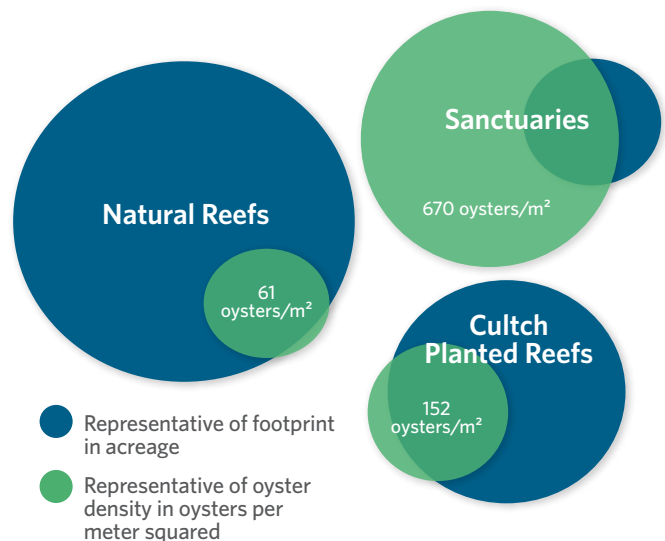 Natural Reefs
61
oysters/m²
Sanctuaries
670 oysters/m²
Cultch
Planted Reefs
152
oysters/m²
Representative of footprint
in acreage
Representative of oyster
density in oysters per
meter squared